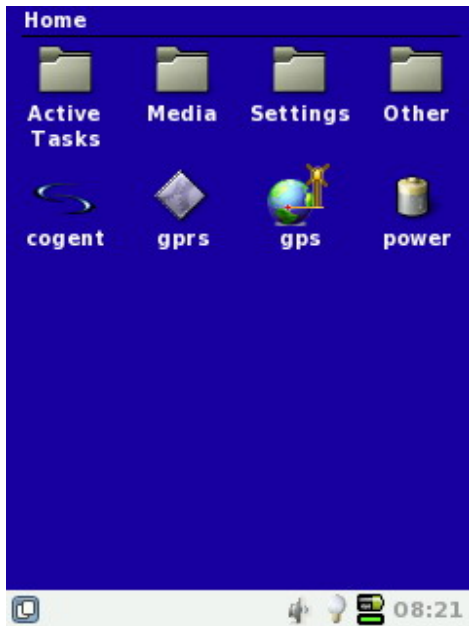 Home
Active Media Settings Other
Tasks
cogent gprs gps power
08:21